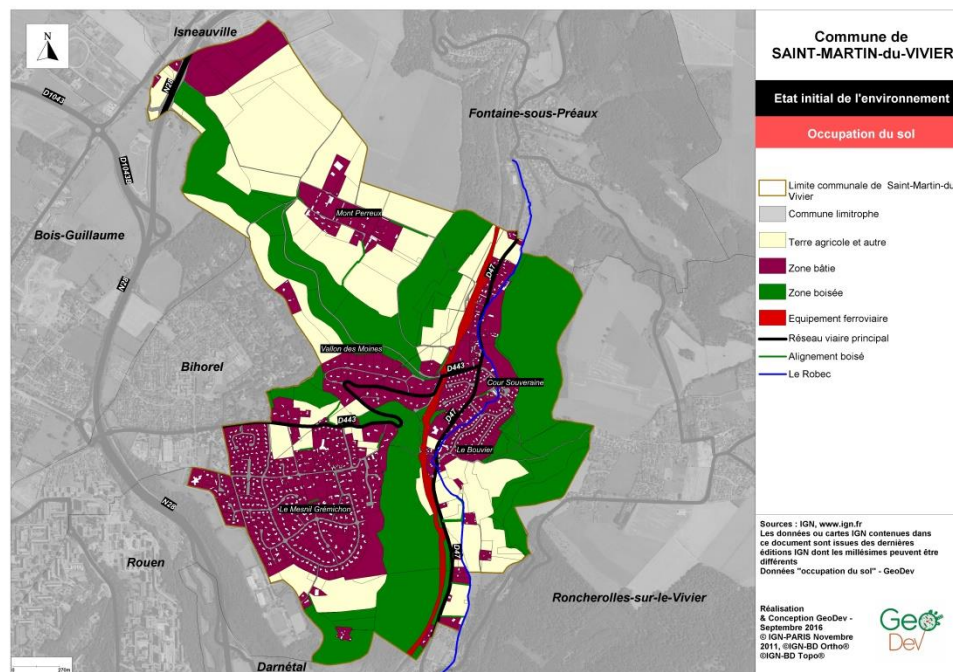 Isneauville
N
N28
D1043
D1043B
Fontaine-sous-Préaux
Bois-Guillaume
N28
Mont Perreux
D47
Bihorel
Vallon des Moines
D443
Cour Souveraine
D443
D47
Le Bouvier
Le Mesnil Grémichon
N28
Rouen
D47
Roncherolles-sur-le-Vivier
Darnétal
Commune de
SAINT-MARTIN-du-VIVIER
Etat initial de l'environnement
Occupation du sol
Limite communale de Saint-Martin-du
Vivier
Commune limitrophe
Terre agricole et autre
Zone bâtie
Zone boisée
Equipement ferroviaire
Réseau viaire principal
Alignement boisé
Le Robec
Sources : IGN, www.ign.fr
Les données ou cartes IGN contenues dans
ce document sont issues des dernières
éditions IGN dont les millésimes peuvent être
différents
Données "occupation du sol" - GeoDev
Réalisation
& Conception GeoDev -
Septembre 2016
© IGN-PARIS Novembre
2011, ©IGN-BD Ortho®
©IGN-BD Topo®
Geo
Dev